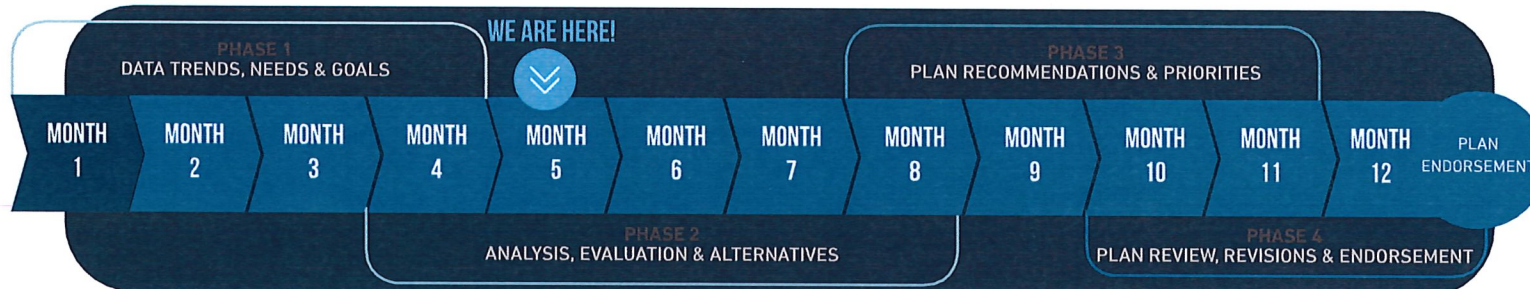 WE ARE HERE!
PHASE 1
DATA TRENDS, NEEDS & GOALS
PHASE 3
PLAN RECOMMENDATIONS & PRIORITIES
MONTH
1
MONTH
2
MONTH
3
MONTH
4
MONTH
5
MONTH
6
MONTH
7
MONTH
8
MONTH
9
MONTH
10
MONTH
11
MONTH
12
PLAN
ENDORSEMENT
PHASE 2
ANALYSIS, EVALUATION & ALTERNATIVES
PHASE 4
PLAN REVIEW, REVISIONS & ENDORSEMENT